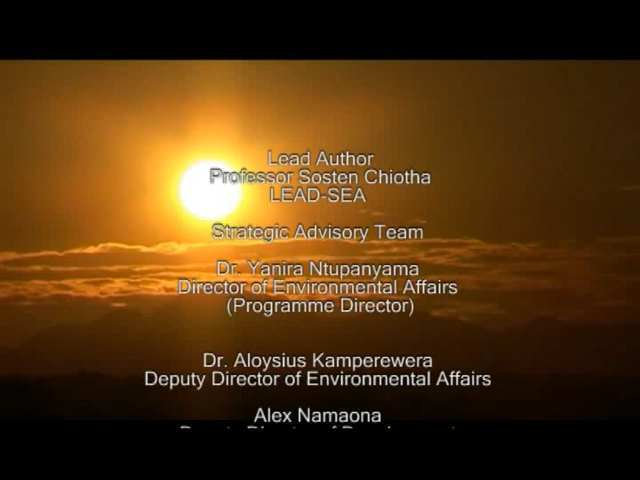 Lead Author
Professor Sosten Chiotha
LEAD-SEA
Strategic Advisory Team
Dr. Yanira Ntupanyama
Director of Environmental Affairs
(Programme Director)
Dr. Aloysius Kamperewera
Deputy Director of Environmental Affairs
Alex Namaona